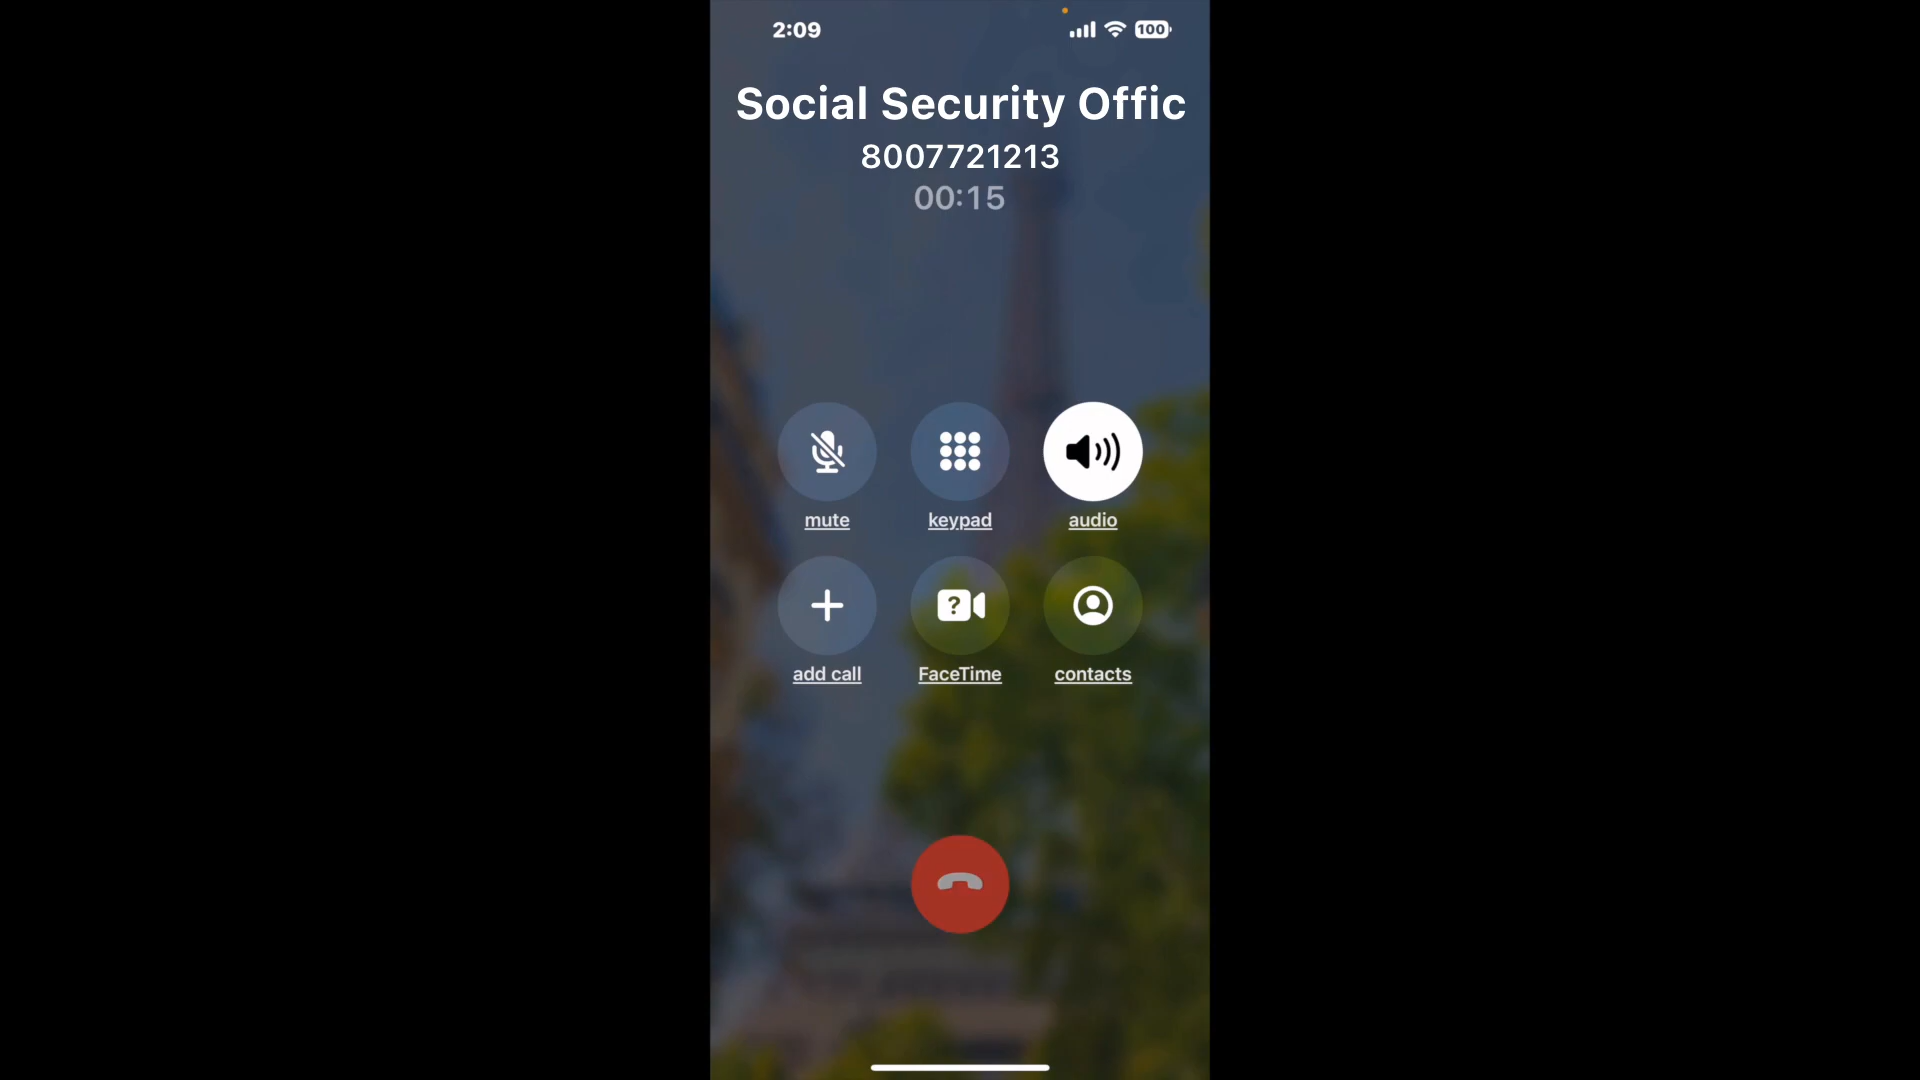 2:09
100
Social Security Offic
8007721213
00:15
mute
keypad
audio
?
add call
FaceTime
contacts